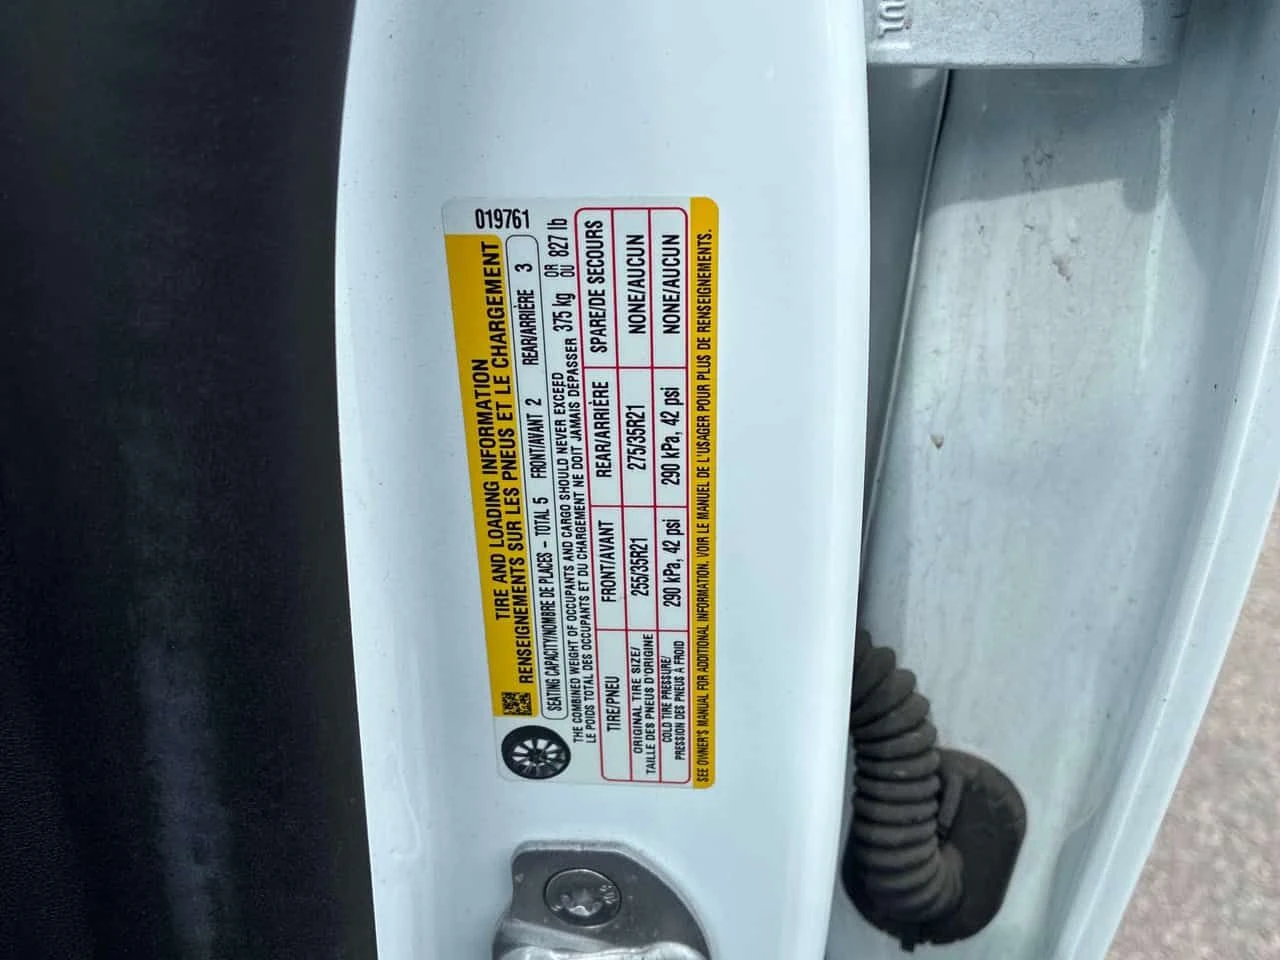 019761
TIRE AND LOADING INFORMATION
RENSEIGNEMENTS SUR LES PNEUS ET LE CHARGEMENT
SEATING CAPACITY/NOMBRE DE PLACES – TOTAL 5 FRONT/AVANT 2 REAR/ARRIÈRE 3
THE COMBINED WEIGHT OF OCCUPANTS AND CARGO SHOULD NEVER EXCEED
LE POIDS TOTAL DES OCCUPANTS ET DU CHARGEMENT NE DOIT JAMAIS DÉPASSER 375 kg OR OU 827 lb
TIRE/PNEU FRONT/AVANT REAR/ARRIÈRE SPARE/DE SECOURS
ORIGINAL TIRE SIZE/
TAILLE DES PNEUS D'ORIGINE 255/35R21 275/35R21 NONE/AUCUN
COLD TIRE PRESSURE/
PRESSION DES PNEUS À FROID 290 kPa, 42 psi 290 kPa, 42 psi NONE/AUCUN
SEE OWNER'S MANUAL FOR ADDITIONAL INFORMATION. VOIR LE MANUEL DE L'USAGER POUR PLUS DE RENSEIGNEMENTS.